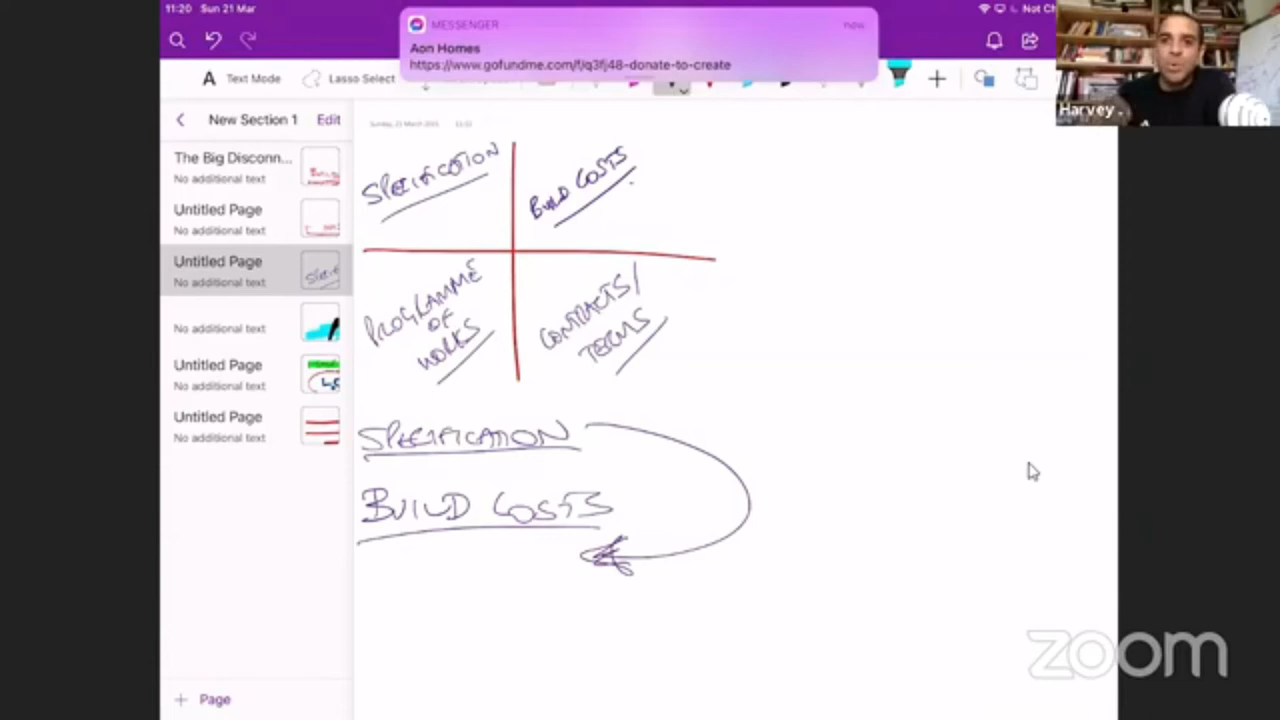 11:20 Sun 21 Mar
MESSENGER
now
Aon Homes
https://www.gofundme.com/f/q3fj48-donate-to-create
Text Mode
Lasso Select
Harvey
New Section 1
Edit
The Big Disconn...
No additional text
Untitled Page
No additional text
Untitled Page
No additional text
No additional text
Untitled Page
No additional text
Untitled Page
No additional text
Page
SPECIFICATION
BUILD COSTS
PROGRAMME
OF
WORKS
CONTRACTS/
TERMS
SPECIFICATION
BUILD COSTS
zoom